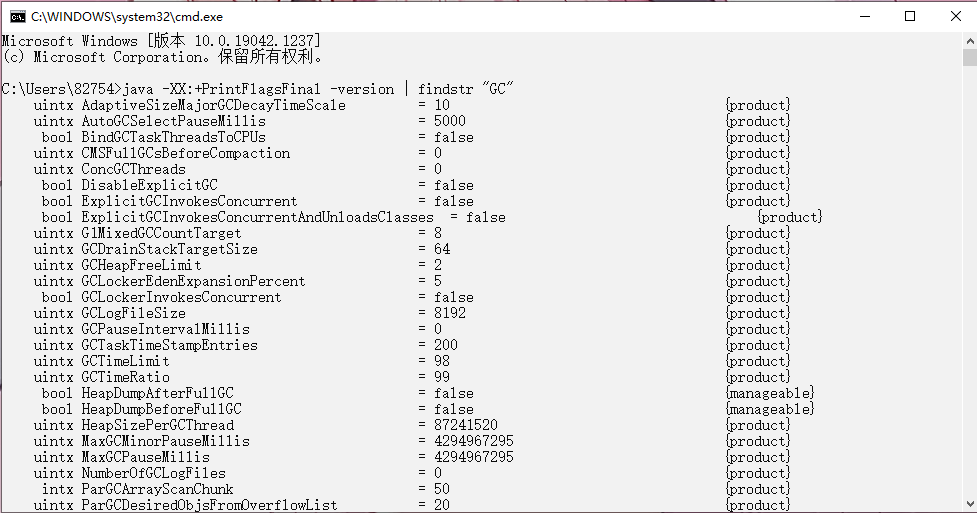 C:\WINDOWS\system32\cmd.exe
Microsoft Windows [版本 10.0.19042.1237]
(c) Microsoft Corporation。保留所有权利。
C:\Users\82754>java -XX:+PrintFlagsFinal -version | findstr "GC"
uintx AdaptiveSizeMajorGCDecayTimeScale = 10 {product}
uintx AutoGCSelectPauseMillis = 5000 {product}
bool BindGCTaskThreadsToCPUs = false {product}
uintx CMSFullGCsBeforeCompaction = 0 {product}
uintx ConcGCThreads = 0 {product}
bool DisableExplicitGC = false {product}
bool ExplicitGCInvokesConcurrent = false {product}
bool ExplicitGCInvokesConcurrentAndUnloadsClasses = false {product}
uintx G1MixedGCCountTarget = 8 {product}
uintx GCDrainStackTargetSize = 64 {product}
uintx GCHeapFreeLimit = 2 {product}
uintx GCLockerEdenExpansionPercent = 5 {product}
bool GCLockerInvokesConcurrent = false {product}
uintx GCLogFileSize = 8192 {product}
uintx GCPauseIntervalMillis = 0 {product}
uintx GCTaskTimeStampEntries = 200 {product}
uintx GCTimeLimit = 98 {product}
uintx GCTimeRatio = 99 {product}
bool HeapDumpAfterFullGC = false {manageable}
bool HeapDumpBeforeFullGC = false {manageable}
uintx HeapSizePerGCThread = 87241520 {product}
uintx MaxGCMinorPauseMillis = 4294967295 {product}
uintx MaxGCPauseMillis = 4294967295 {product}
uintx NumberOfGCLogFiles = 0 {product}
intx ParGCArrayScanChunk = 50 {product}
uintx ParGCDesiredObjsFromOverflowList = 20 {product}